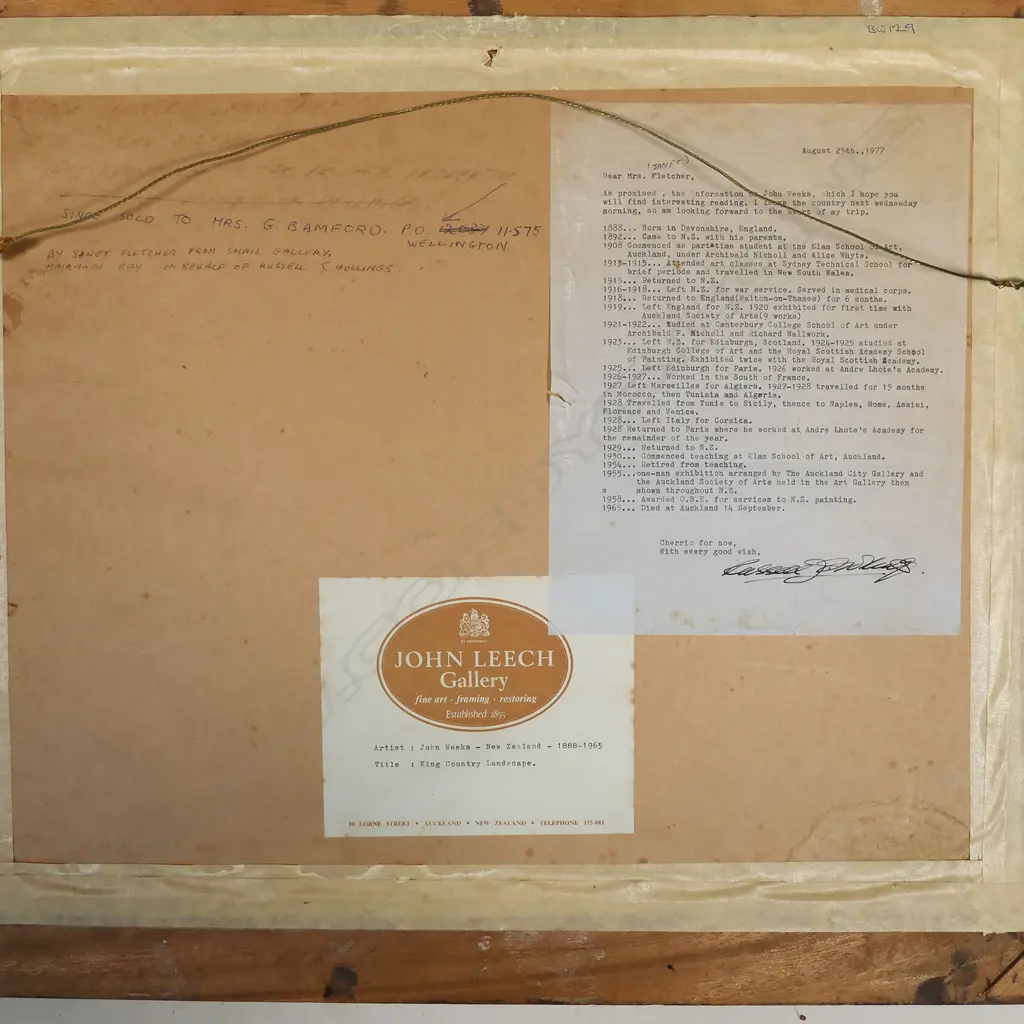 BW129
SINCE SOLD TO MRS. G BAMFORD. P.O. 11-575
WELLINGTON
BY JANET FLETCHER FROM SMALL GALLERY,
BAY ON BEHALF OF RUSSELL J. HOLLINGS.
August 25th.,1977
(JANET)
Dear Mrs. Fletcher,
As promised , the information on John Weeks, which I hope you
will find interesting reading. I leave the country next wednesday
morning, so am looking forward to the start of my trip.
1888... Born in Devonshire, England.
1892... Came to N.Z. with his parents.
1908 Commenced as part-time student at the Elam School of Art,
Auckland, under Archibald Nicholl and Alice Whyte.
1913-1915... Attended art classes at Sydney Technical School for
brief periods and travelled in New South Wales.
1915... Returned to N.Z.
1916-1918... Left N.Z. for war service. Served in medical corps.
1918... Returned to England(Walton-on-Thames) for 6 months.
1919... Left England for N.Z. 1920 exhibited for first time with
Auckland Society of Arts(9 works)
1921-1922... Studied at Canterbury College School of Art under
Archibald F. Nicholl and Richard Wallwork.
1923... Left N.Z. for Edinburgh, Scotland. 1924-1925 studied at
Edinburgh College of Art and the Royal Scottish Academy School
of Painting. Exhibited twice with the Royal Scottish Academy.
1925... Left Edinburgh for Paris. 1926 worked at Andre Lhote's Academy.
1926-1927... Worked in the South of France.
1927 Left Marseilles for Algiers. 1927-1928 travelled for 15 months
in Morocco, then Tunisia and Algeria.
1928 Travelled from Tunis to Sicily, thence to Naples, Rome, Assisi,
Florence and Venice.
1928... Left Italy for Corsica.
1928 Returned to Paris where he worked at Andre Lhote's Acadmey for
the remainder of the year.
1929... Returned to N.Z.
1930... Commenced teaching at Elam School of Art, Auckland.
1954... Retired from teaching.
1955...one-man exhibition arranged by The Auckland City Gallery and
the Auckland Society of Arts held in the Art Gallery then
shown throughout N.Z.
1958... Awarded O.B.E. for services to N.Z. painting.
1965... Died at Auckland 14 September.
Cherrio for now,
With every good wish,
JOHN LEECH
Gallery
fine art · framing · restoring
Established 1855
Artist : John Weeks - New Zealand - 1888-1965
Title : King Country Landscape.
LORNE STREET • AUCKLAND • NEW ZEALAND • TELEPHONE 375 081